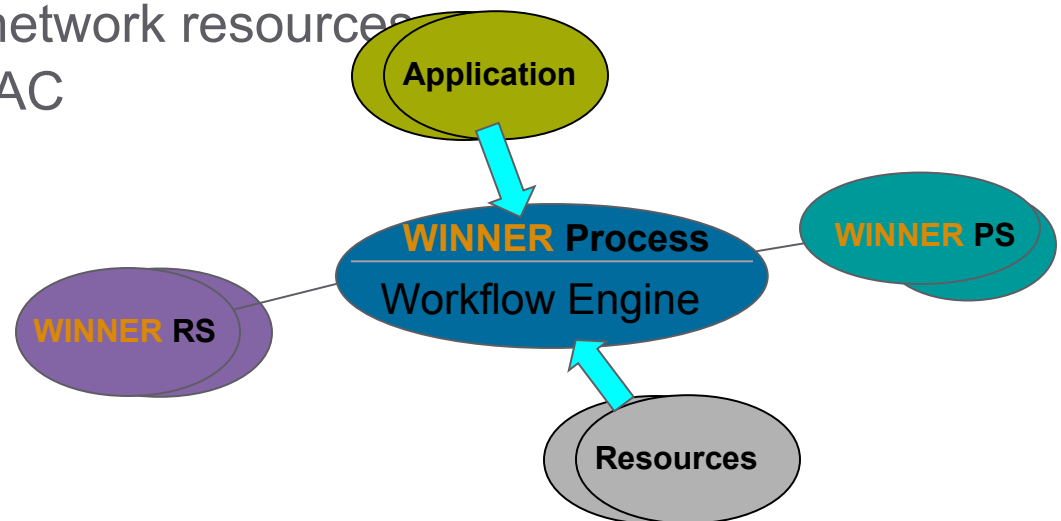 network resources
AC
Application
WINNER Process
WINNER PS
Workflow Engine
WINNER RS
Resources